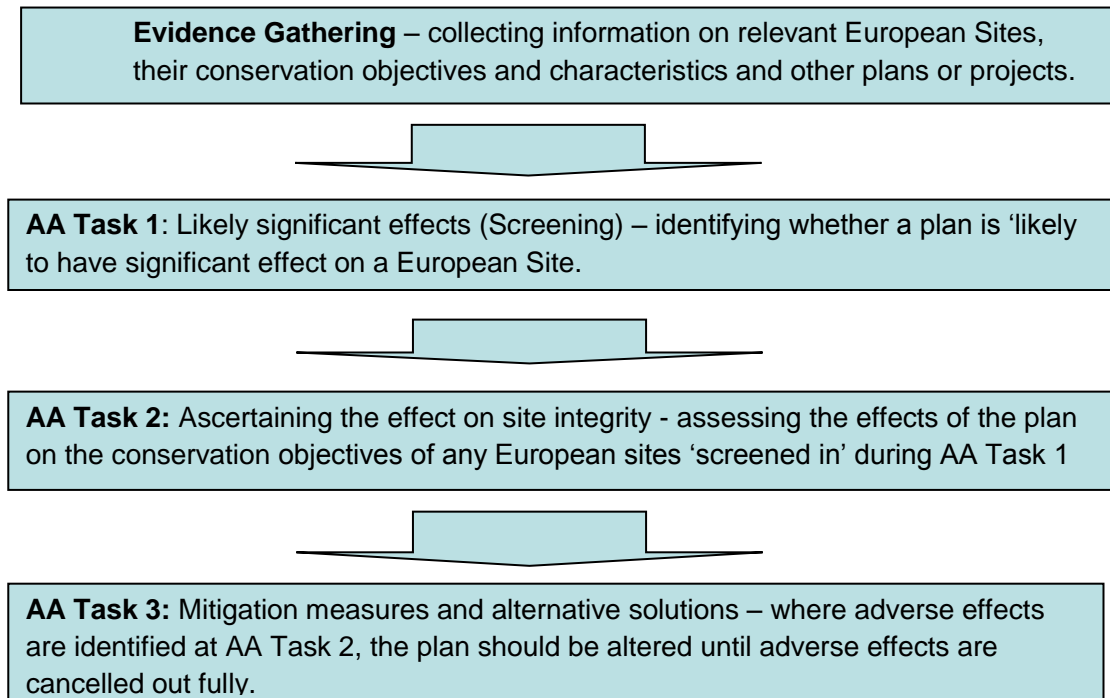 Evidence Gathering – collecting information on relevant European Sites,
their conservation objectives and characteristics and other plans or projects.
AA Task 1: Likely significant effects (Screening) – identifying whether a plan is ‘likely
to have significant effect on a European Site.
AA Task 2: Ascertaining the effect on site integrity - assessing the effects of the plan
on the conservation objectives of any European sites ‘screened in’ during AA Task 1
AA Task 3: Mitigation measures and alternative solutions – where adverse effects
are identified at AA Task 2, the plan should be altered until adverse effects are
cancelled out fully.